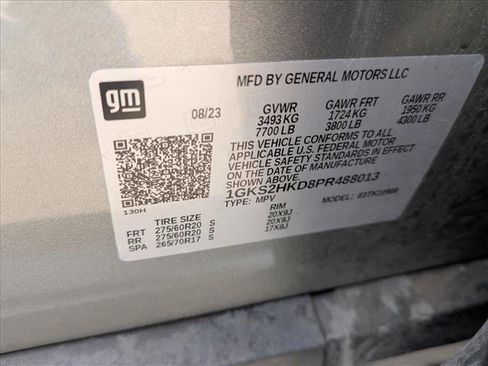 gm
MFD BY GENERAL MOTORS LLC
08/23 GVWR GAWR FRT GAWR RR
3493 KG 1724 KG 1950 KG
7700 LB 3800 LB 4300 LB
THIS VEHICLE CONFORMS TO ALL
APPLICABLE U.S. FEDERAL MOTOR
VEHICLE SAFETY STANDARDS IN EFFECT
ON THE DATE OF MANUFACTURE
SHOWN ABOVE.
1GKS2HKD8PR488013
TYPE: MPV MODEL:
130H
TIRE SIZE RIM
FRT 275/60R20 S 20X9J
RR 275/60R20 S 20X9J
SPA 265/70R17 S 17X8J